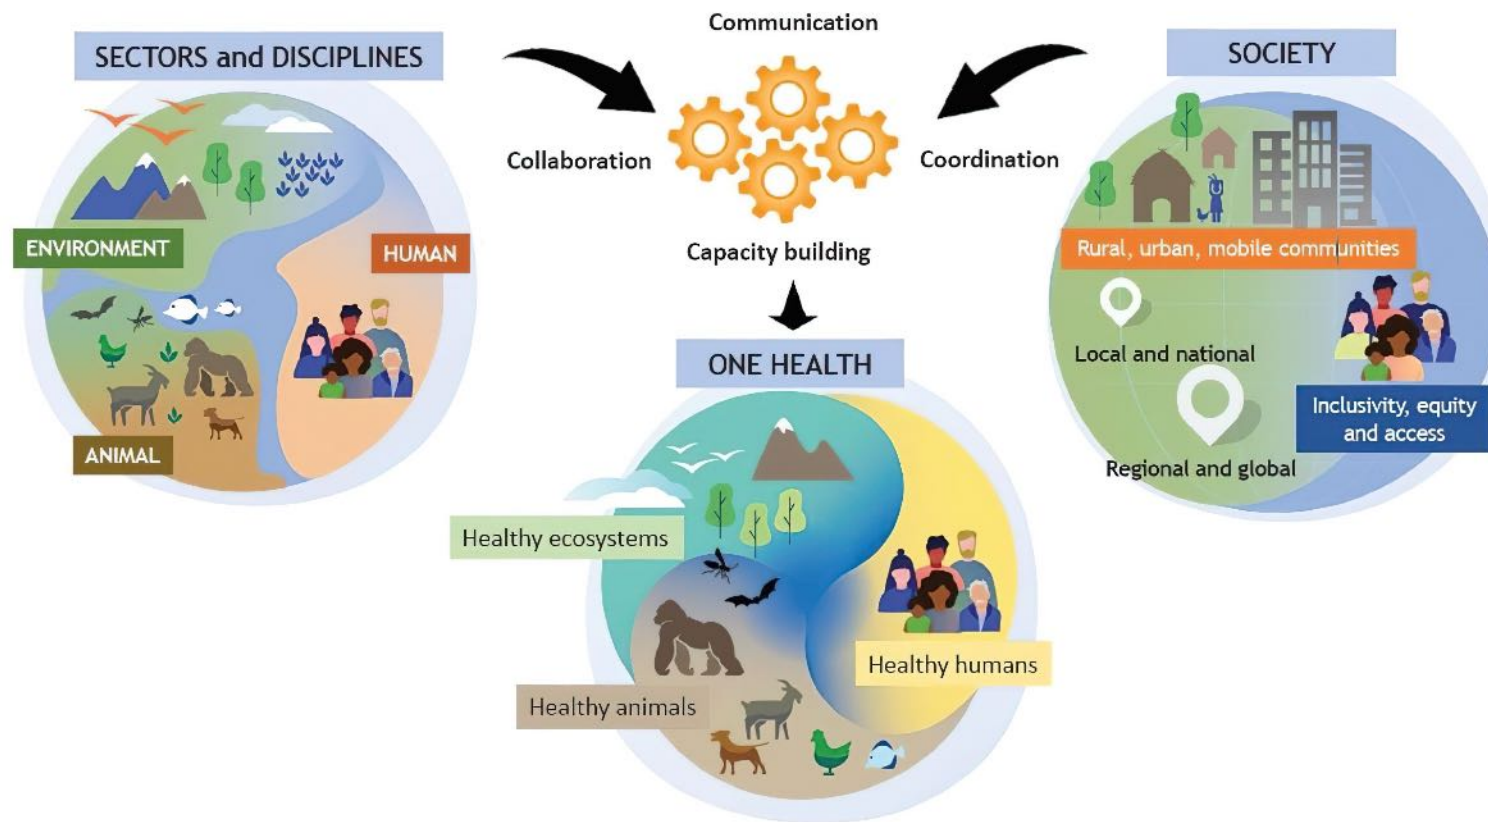 SECTORS and DISCIPLINES
ENVIRONMENT
HUMAN
ANIMAL
Communication
Collaboration
Coordination
Capacity building
SOCIETY
Rural, urban, mobile communities
Local and national
Regional and global
Inclusivity, equity
and access
ONE HEALTH
Healthy ecosystems
Healthy humans
Healthy animals